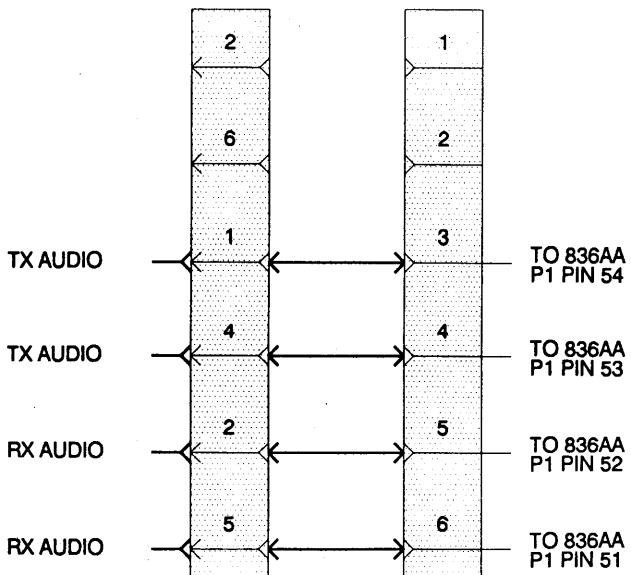 2 1
6 2
TX AUDIO 1 3 TO 836AA
P1 PIN 54
TX AUDIO 4 4 TO 836AA
P1 PIN 53
RX AUDIO 2 5 TO 836AA
P1 PIN 52
RX AUDIO 5 6 TO 836AA
P1 PIN 51